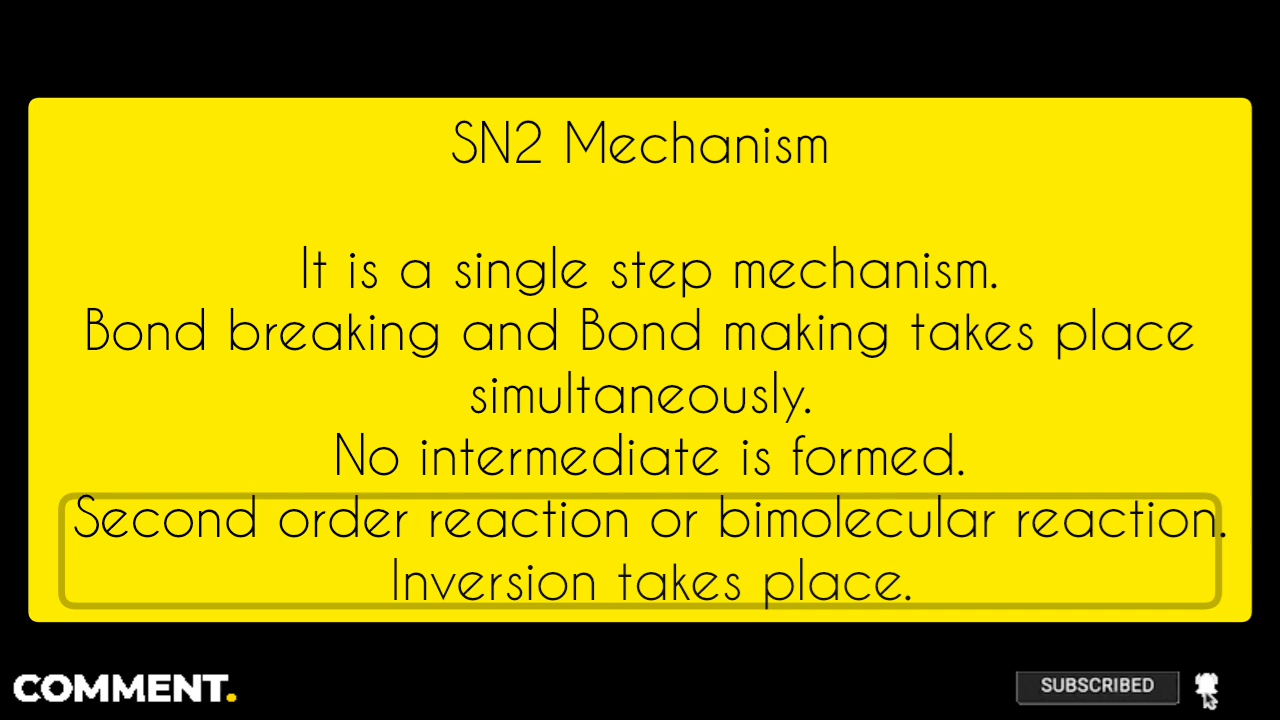 SN2 Mechanism
It is a single step mechanism.
Bond breaking and Bond making takes place
simultaneously.
No intermediate is formed.
Second order reaction or bimolecular reaction.
Inversion takes place.
COMMENT.
SUBSCRIBED